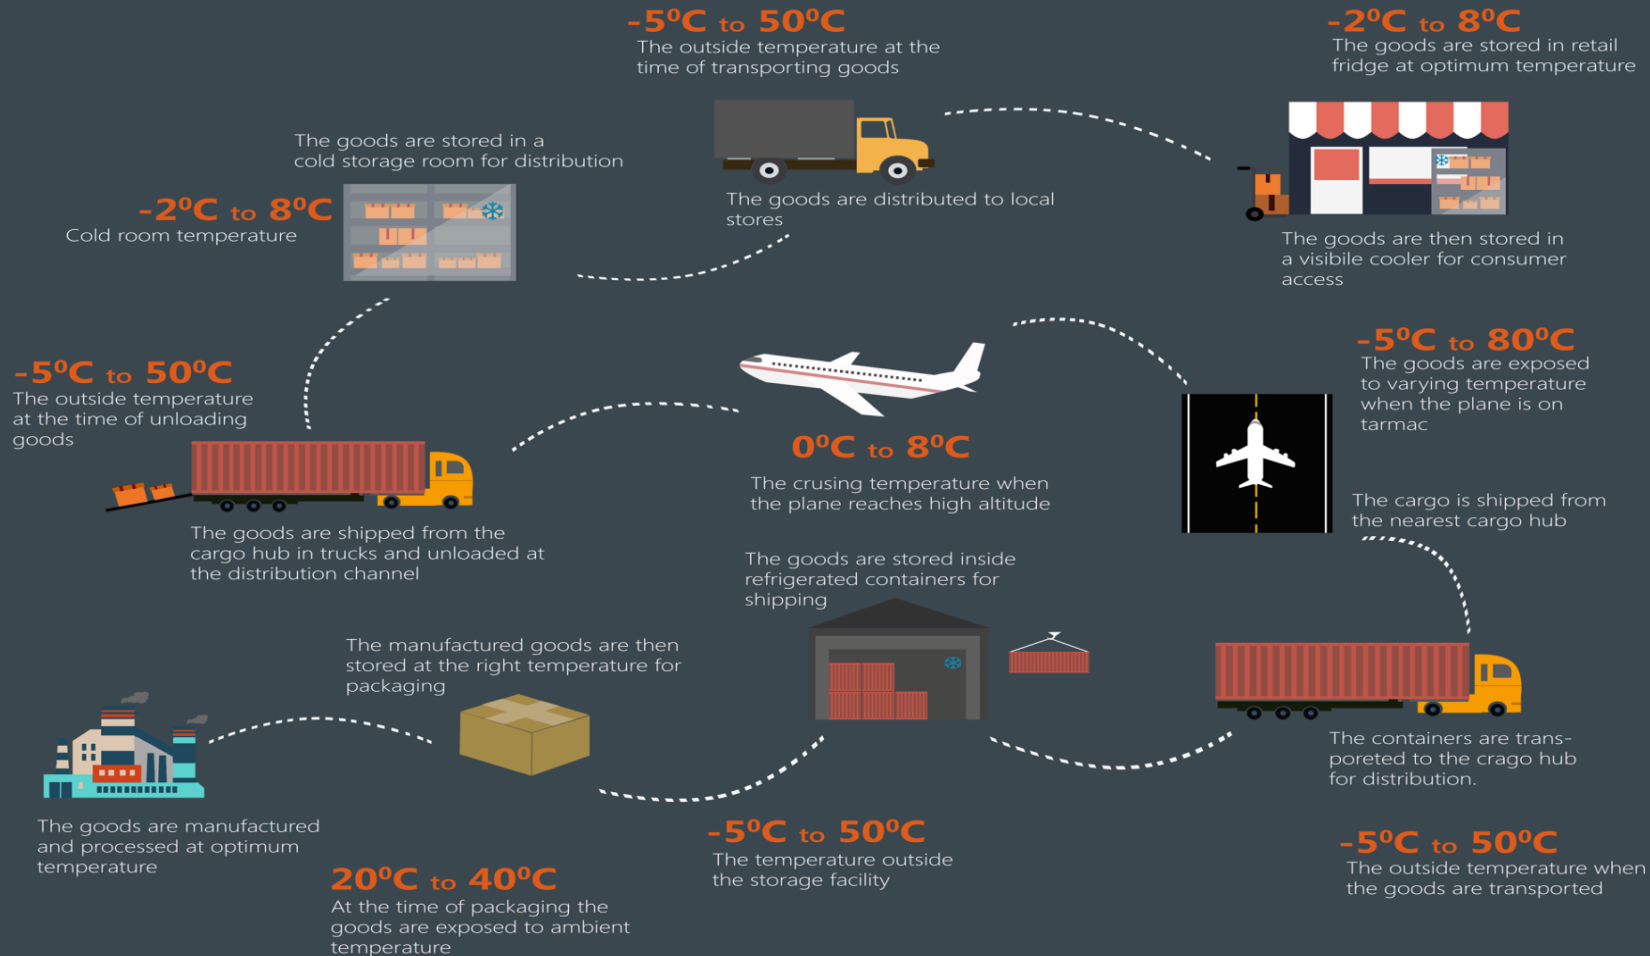 -5⁰C to 50⁰C
The outside temperature at the
time of transporting goods
-2⁰C to 8⁰C
The goods are stored in retail
fridge at optimum temperature
The goods are stored in a
cold storage room for distribution
-2⁰C to 8⁰C
Cold room temperature
The goods are distributed to local
stores
The goods are then stored in
a visibile cooler for consumer
access
-5⁰C to 50⁰C
The outside temperature
at the time of unloading
goods
The goods are shipped from the
cargo hub in trucks and unloaded at
the distribution channel
0⁰C to 8⁰C
The crusing temperature when
the plane reaches high altitude
-5⁰C to 80⁰C
The goods are exposed
to varying temperature
when the plane is on
tarmac
The cargo is shipped from
the nearest cargo hub
The goods are stored inside
refrigerated containers for
shipping
The manufactured goods are then
stored at the right temperature for
packaging
The containers are trans-
poreted to the crago hub
for distribution.
The goods are manufactured
and processed at optimum
temperature
20⁰C to 40⁰C
At the time of packaging the
goods are exposed to ambient
temperature
-5⁰C to 50⁰C
The temperature outside
the storage facility
-5⁰C to 50⁰C
The outside temperature when
the goods are transported